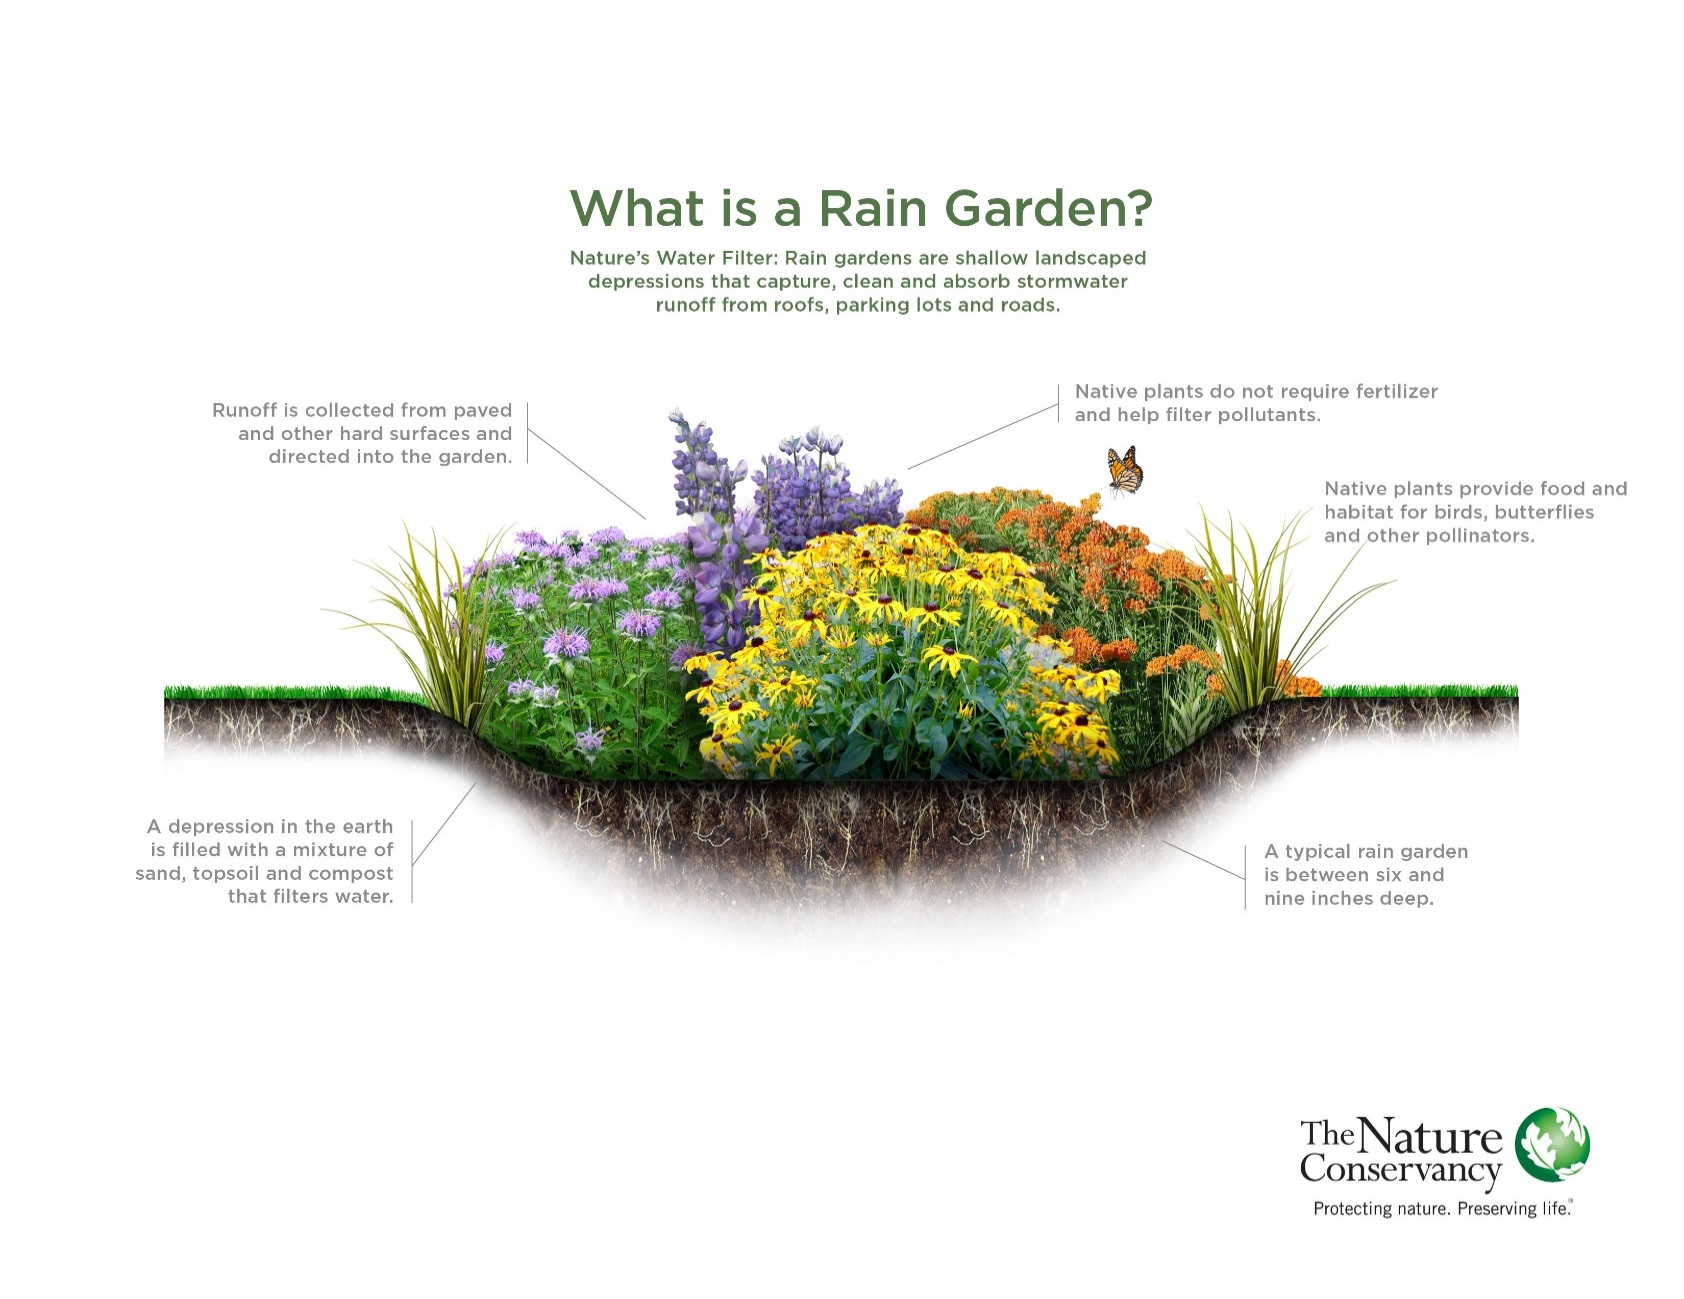 What is a Rain Garden?
Nature's Water Filter: Rain gardens are shallow landscaped
depressions that capture, clean and absorb stormwater
runoff from roofs, parking lots and roads.
Runoff is collected from paved
and other hard surfaces and
directed into the garden.
Native plants do not require fertilizer
and help filter pollutants.
Native plants provide food and
habitat for birds, butterflies
and other pollinators.
A depression in the earth
is filled with a mixture of
sand, topsoil and compost
that filters water.
A typical rain garden
is between six and
nine inches deep.
The Nature
Conservancy
Protecting nature. Preserving life.®